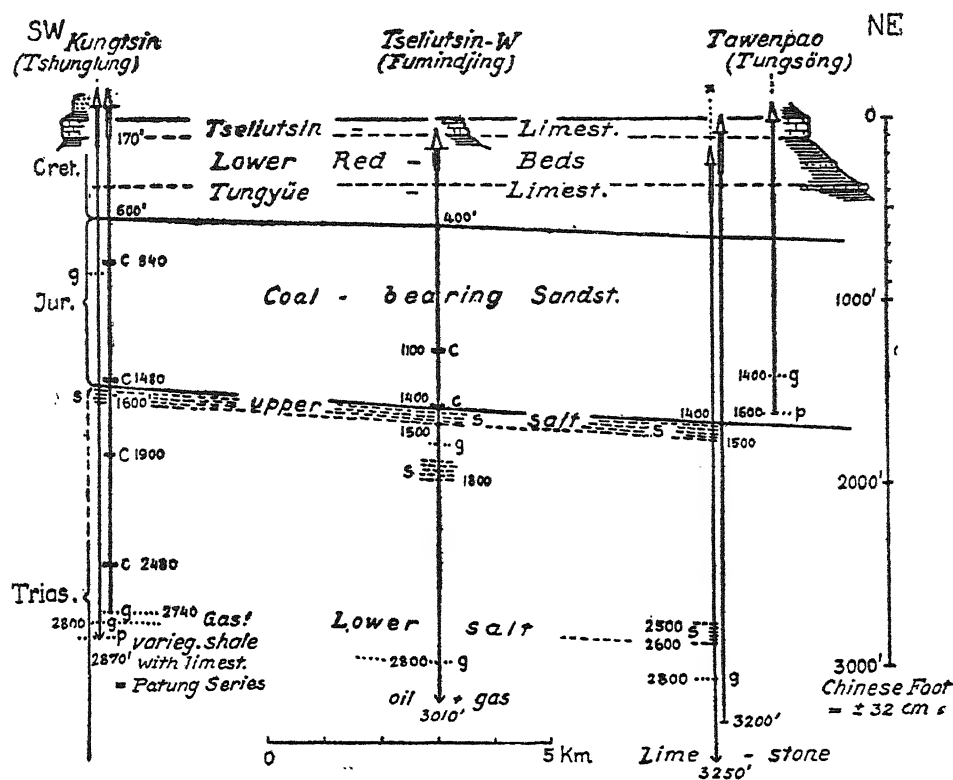 SW
NE
Kungtsin
(Tshunglung)
Tseliutsin-W
(Fumindjing)
Tawenpao
(Tungsöng)
0
170'
Tseliutsin = Limest.
Cret.
Lower Red - Beds
Tungyüe - Limest.
600'
400'
g
c 840
Jur.
Coal - bearing Sandst.
1000'
1100 c
1400 g
c 1480
s
1600
upper salt
1400 c
s
1400
1600 p
1500
g
s
1500
c 1900
s
1800
2000'
c 2480
Trias.
g 2740 Gas!
2800 g
p varieg. shale
2870' with limest.
= Patung Series
Lower salt
2500
s
2600
2800 g
2800 g
3000'
oil + gas
3010'
Chinese Foot
= ± 32 cm
3200'
0
5 Km
Lime - stone
3250'